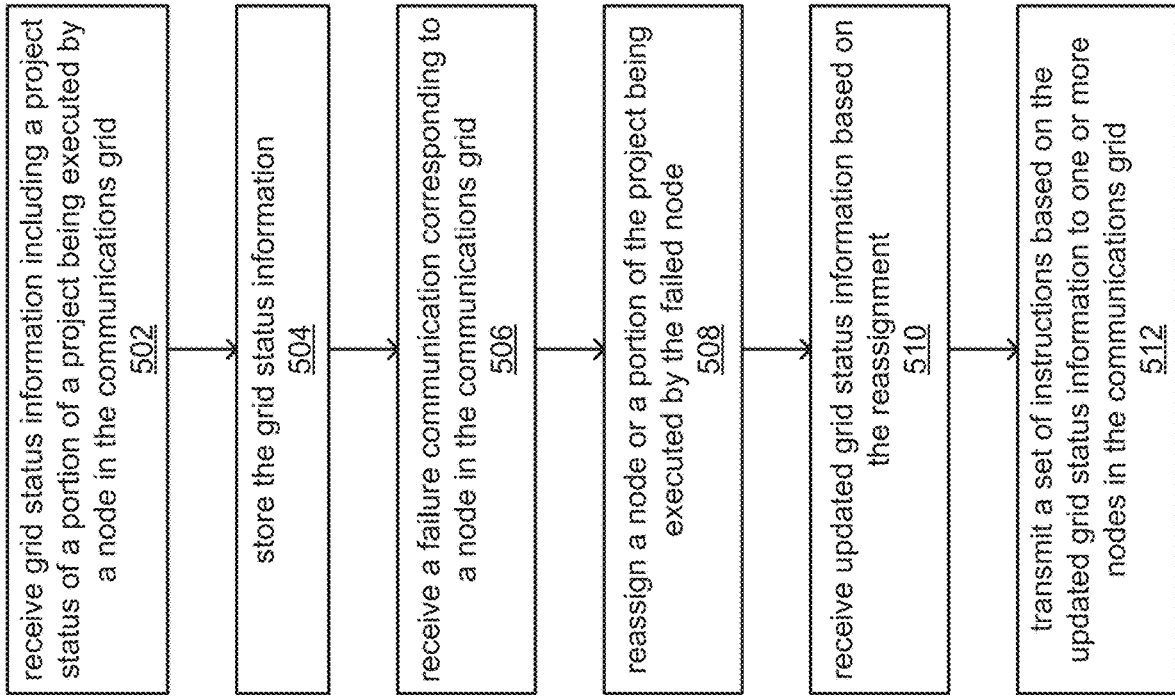 receive grid status information including a project
status of a portion of a project being executed by
a node in the communications grid
502
store the grid status information
504
receive a failure communication corresponding to
a node in the communications grid
506
reassign a node or a portion of the project being
executed by the failed node
508
receive updated grid status information based on
the reassignment
510
transmit a set of instructions based on the
updated grid status information to one or more
nodes in the communications grid
512